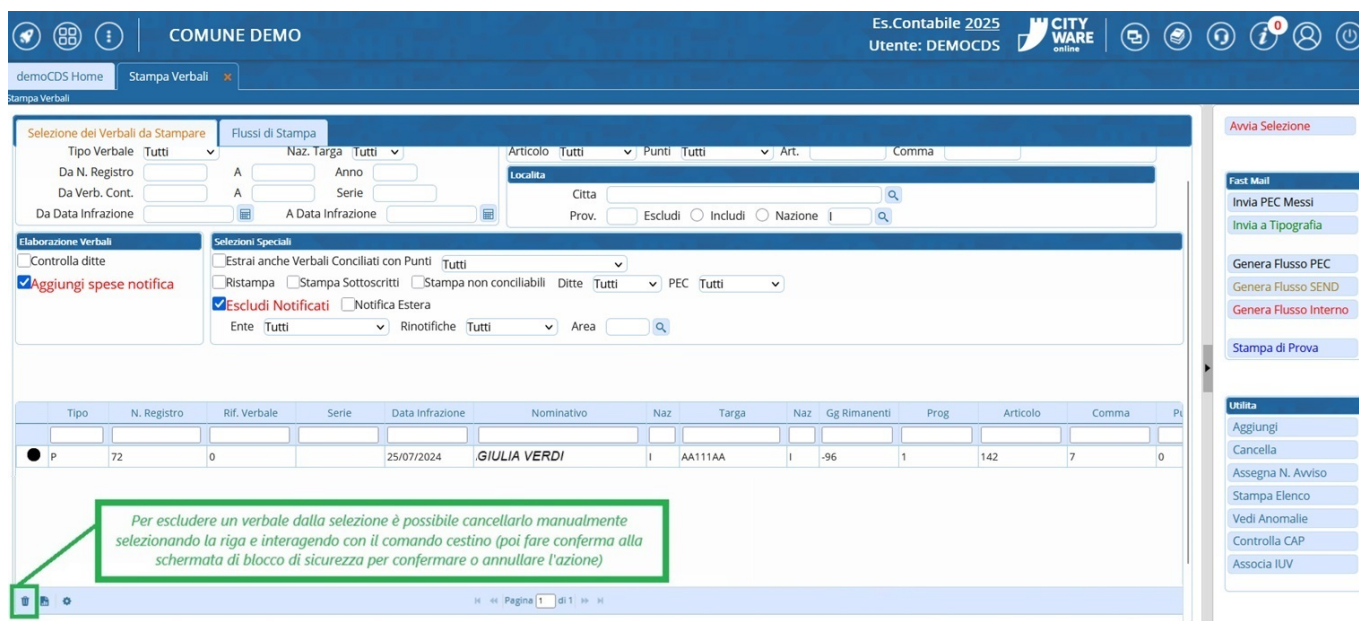 COMUNE DEMO
Es.Contabile 2025
Utente: DEMOCDS
CITY WARE online
0
demoCDS Home
Stampa Verbali ×
Stampa Verbali
Selezione dei Verbali da Stampare
Flussi di Stampa
Tipo Verbale Tutti Naz. Targa Tutti
Da N. Registro A Anno
Da Verb. Cont. A Serie
Da Data Infrazione A Data Infrazione
Articolo Tutti Punti Tutti Art. Comma
Localita
Citta
Prov. Escludi Includi Nazione I
Elaborazione Verbali
Controlla ditte
Aggiungi spese notifica
Selezioni Speciali
Estrai anche Verbali Conciliati con Punti Tutti
Ristampa Stampa Sottoscritti Stampa non conciliabili Ditte Tutti PEC Tutti
Escludi Notificati Notifica Estera
Ente Tutti Rinotifiche Tutti Area
Tipo N. Registro Rif. Verbale Serie Data Infrazione Nominativo Naz Targa Naz Gg Rimanenti Prog Articolo Comma Pu
P 72 0 25/07/2024 .GIULIA VERDI I AA111AA I -96 1 142 7 0
Per escludere un verbale dalla selezione è possibile cancellarlo manualmente
selezionando la riga e interagendo con il comando cestino (poi fare conferma alla
schermata di blocco di sicurezza per confermare o annullare l'azione)
Pagina 1 di 1
Avvia Selezione
Fast Mail
Invia PEC Messi
Invia a Tipografia
Genera Flusso PEC
Genera Flusso SEND
Genera Flusso Interno
Stampa di Prova
Utilita
Aggiungi
Cancella
Assegna N. Avviso
Stampa Elenco
Vedi Anomalie
Controlla CAP
Associa IUV